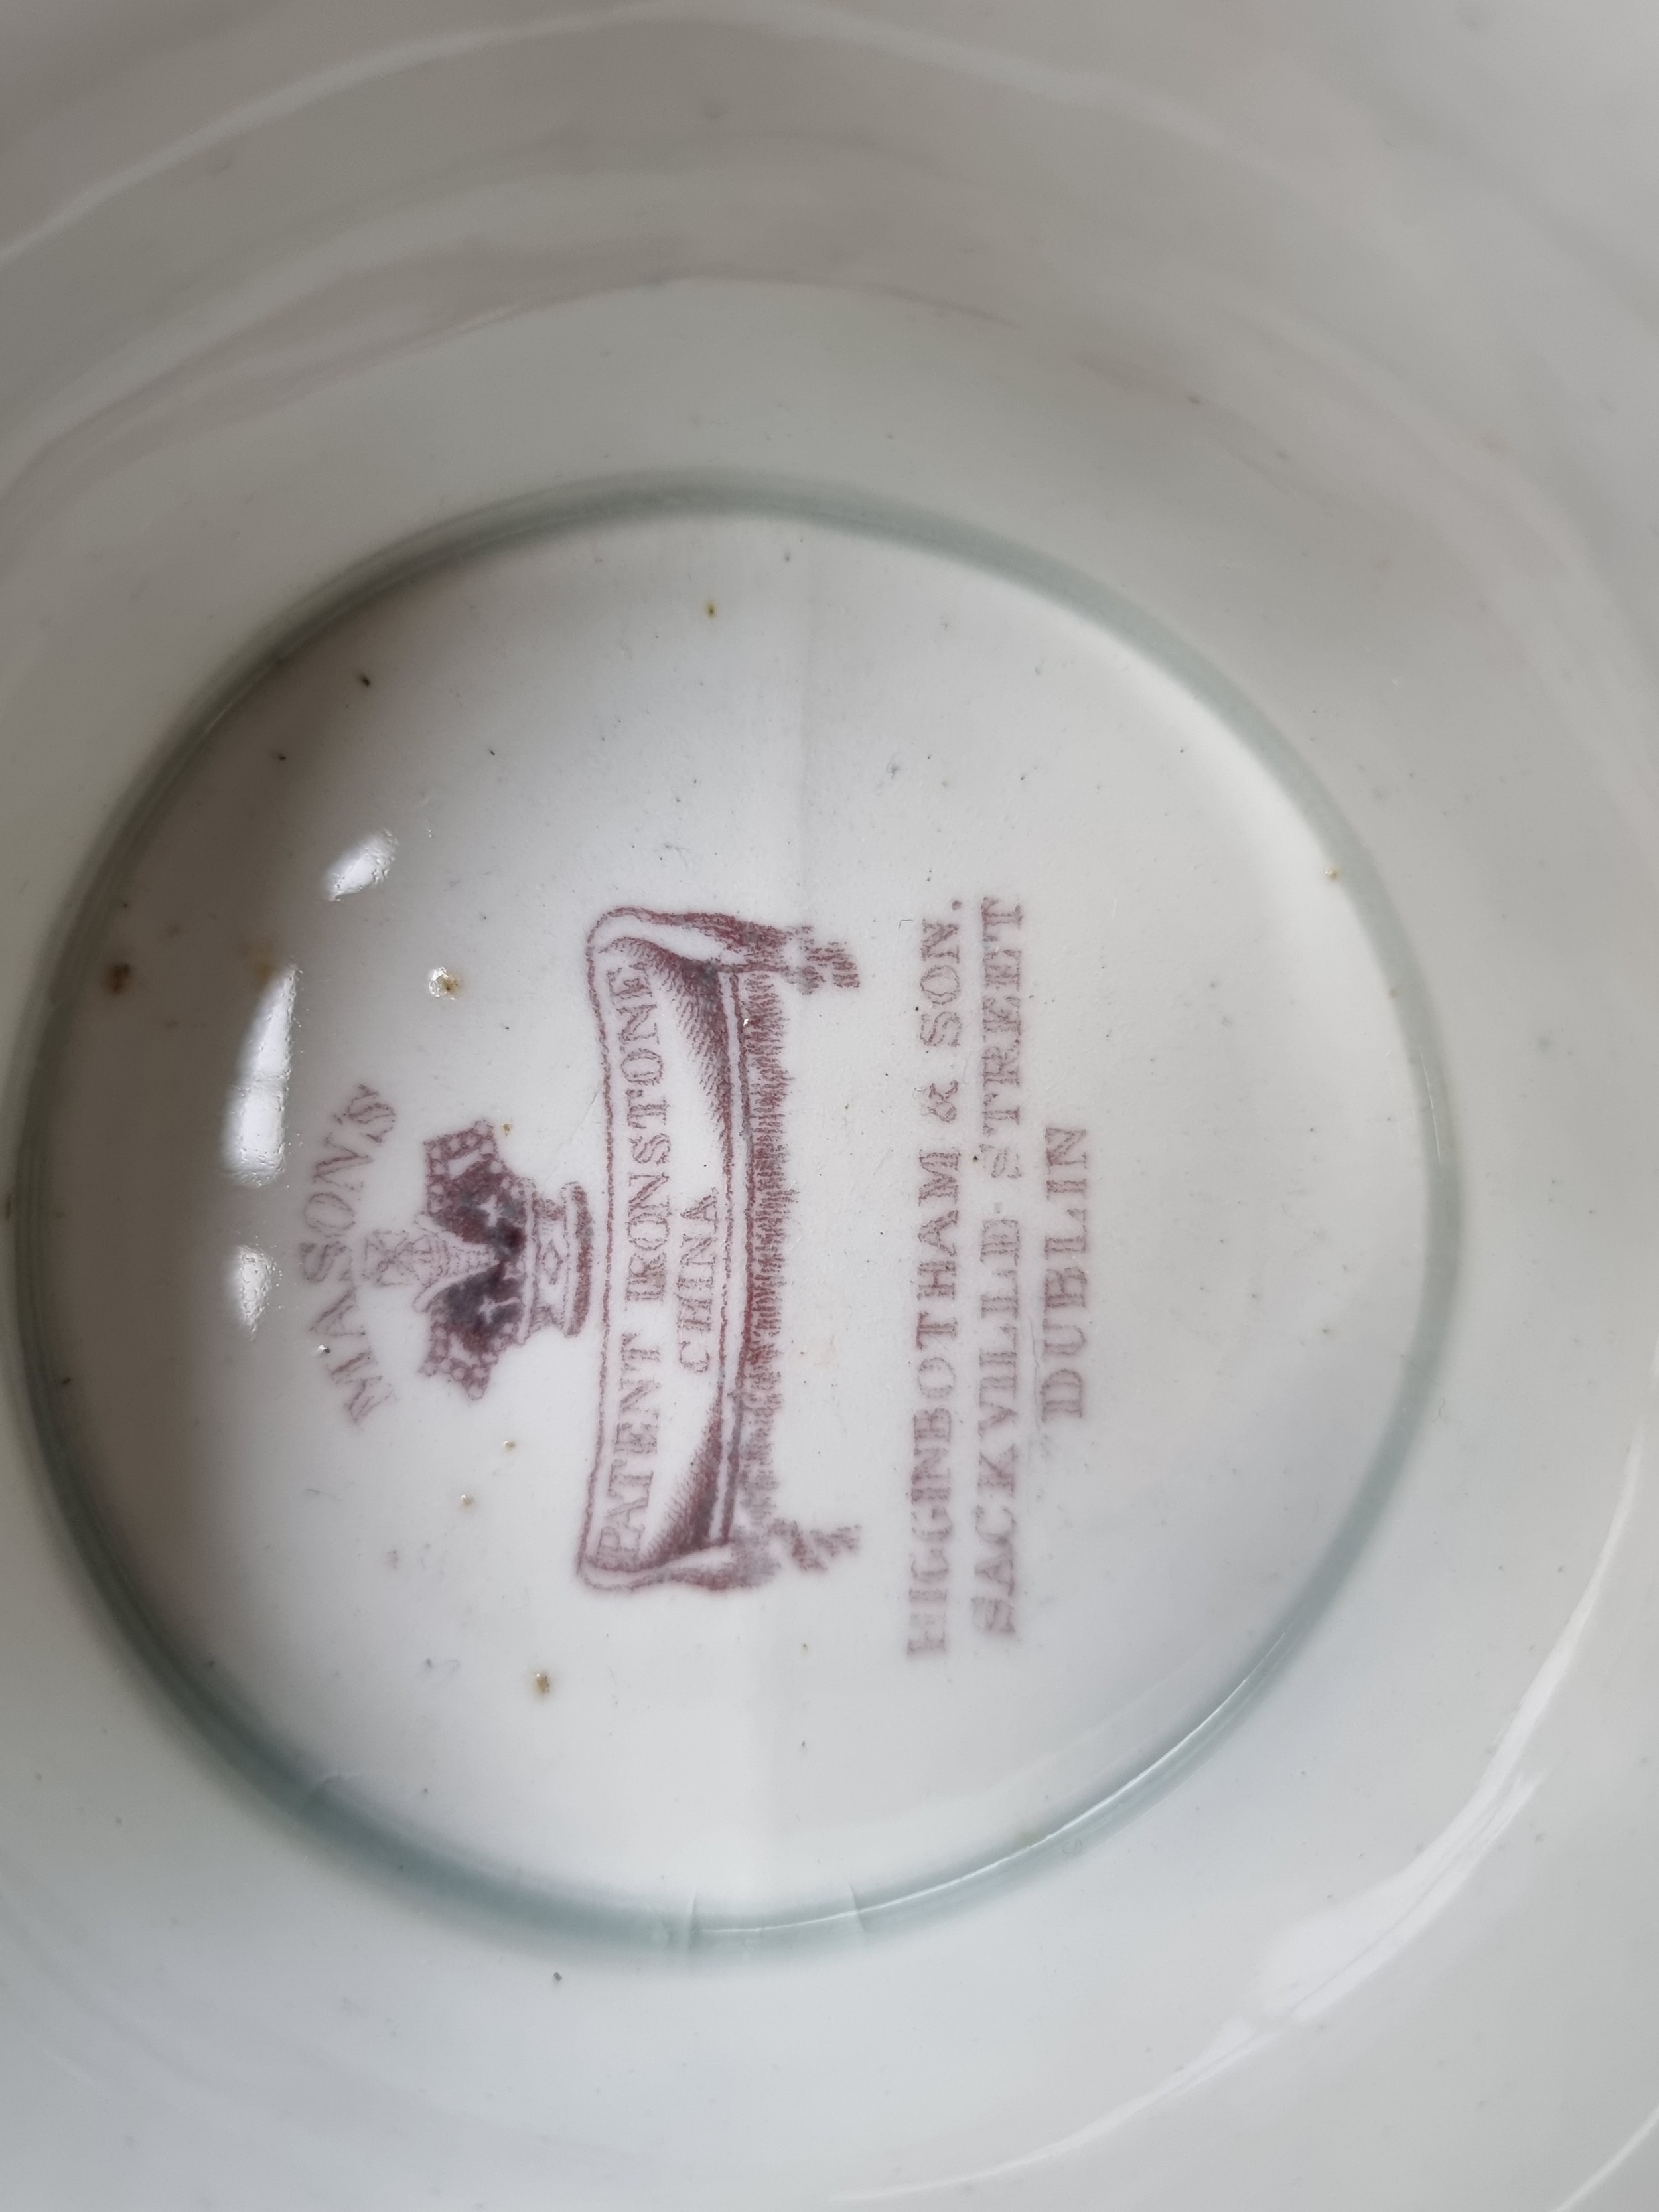 MASON'S
PATENT IRONSTONE
CHINA
HIGGINBOTHAM & SON.
SACKVILLE-STREET
DUBLIN